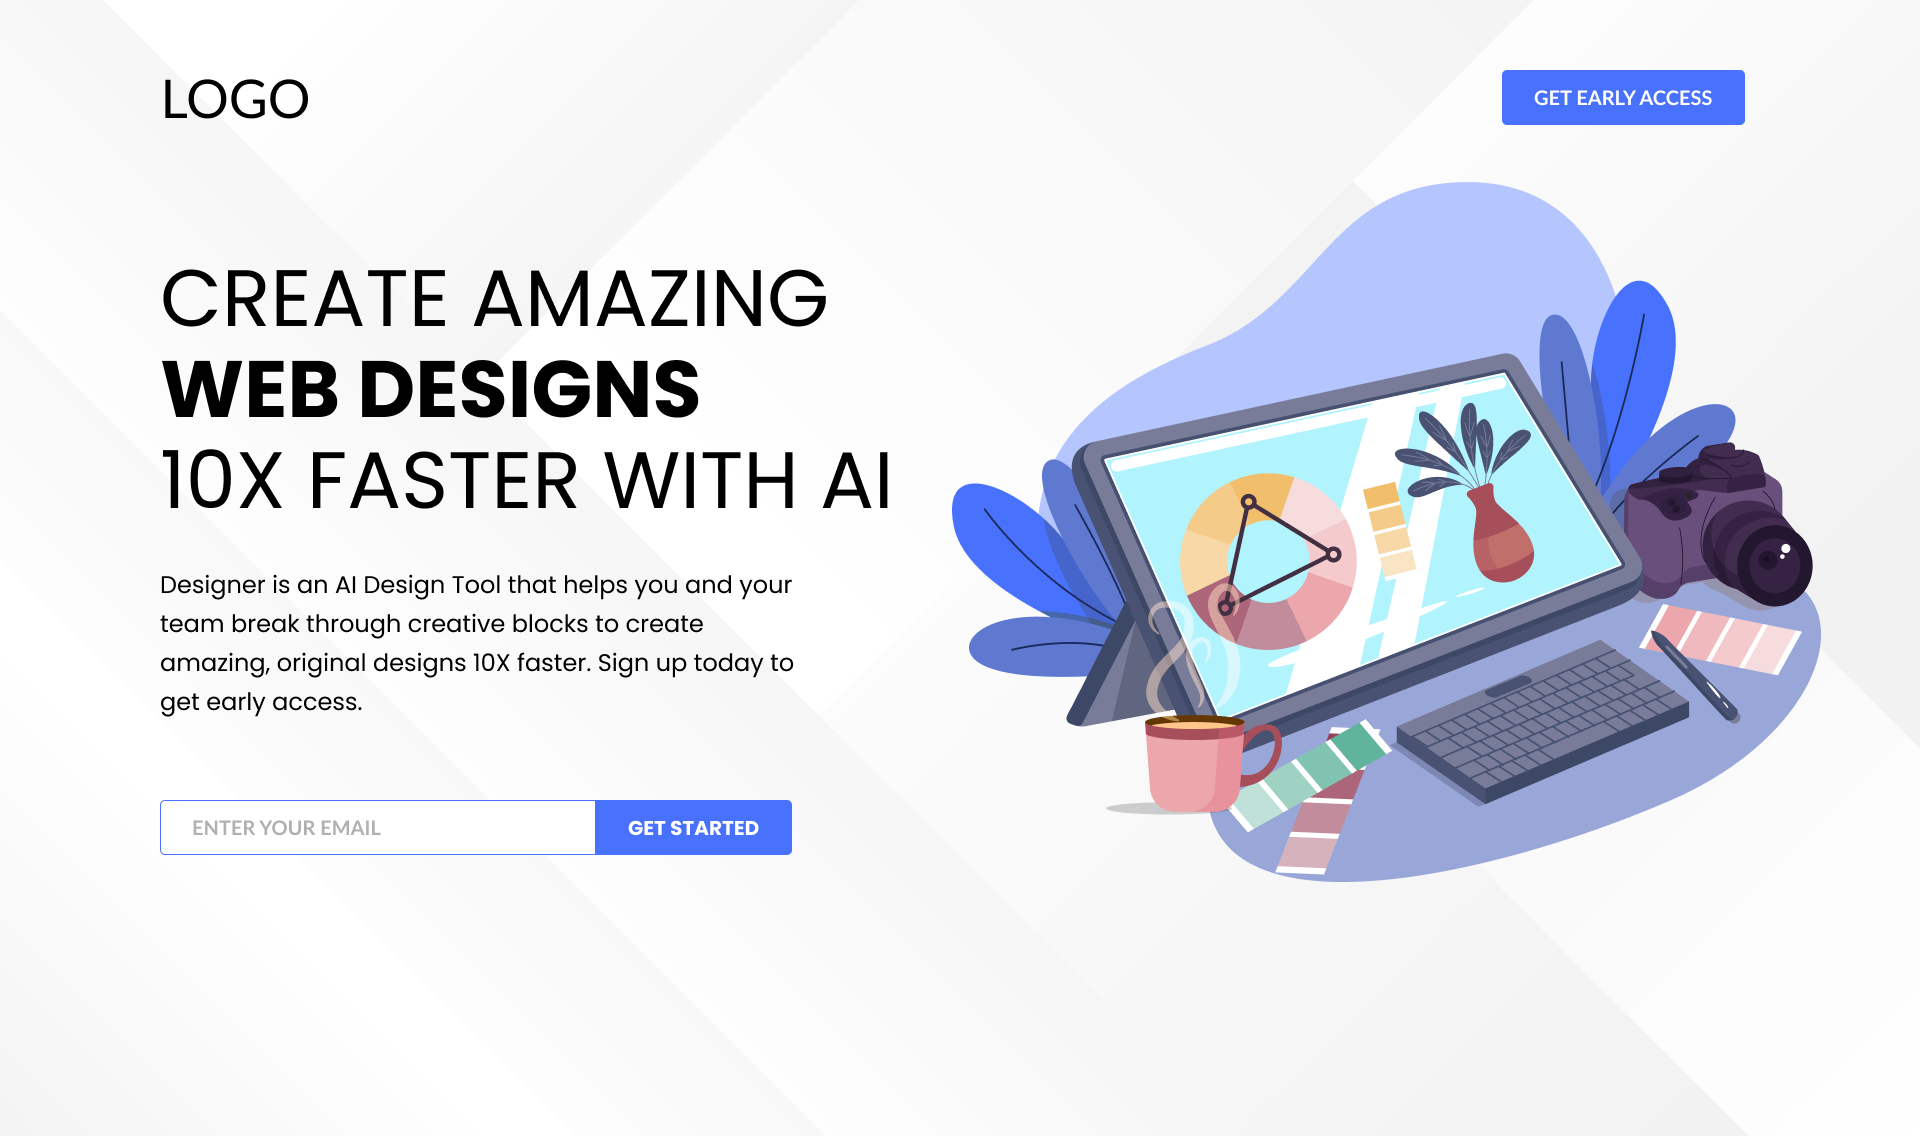 LOGO
GET EARLY ACCESS
CREATE AMAZING
WEB DESIGNS
10X FASTER WITH AI
Designer is an AI Design Tool that helps you and your
team break through creative blocks to create
amazing, original designs 10X faster. Sign up today to
get early access.
ENTER YOUR EMAIL
GET STARTED